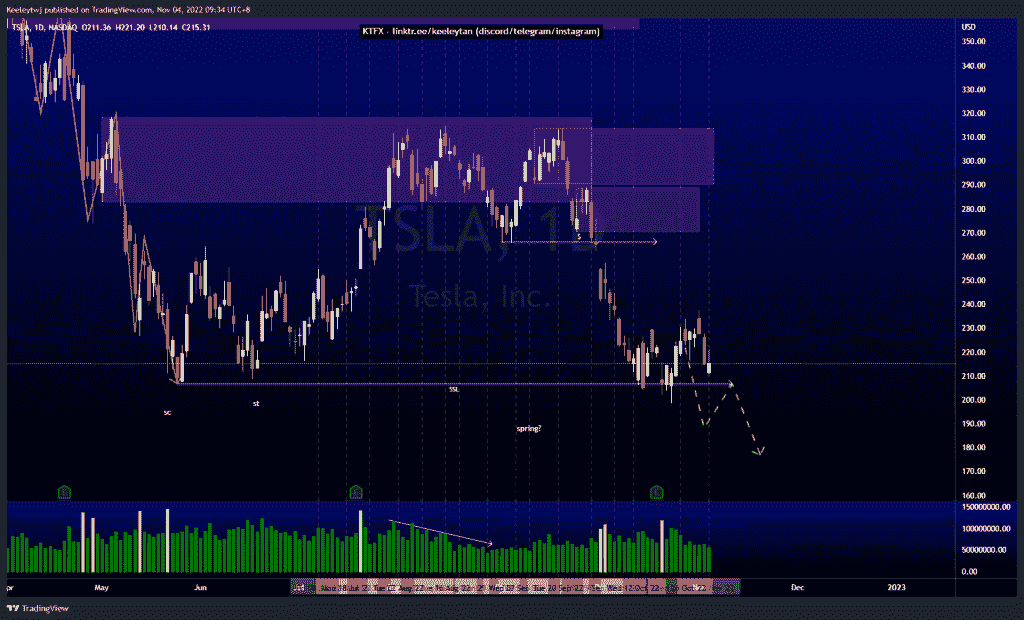 Keeleytwj published on TradingView.com, Nov 04, 2022 09:34 UTC+8
TSLA, 1D, NASDAQ O211.36 H221.20 L210.14 C215.31
KTFX - linktr.ee/keeleytan (discord/telegram/instagram)
USD
350.00
340.00
330.00
320.00
310.00
300.00
290.00
280.00
270.00
260.00
250.00
240.00
230.00
220.00
210.00
200.00
190.00
180.00
170.00
160.00
TSLA, 1D
Tesla, Inc.
s
SSL
sc
st
spring?
E
E
E
150000000.00
100000000.00
50000000.00
0.00
pr
May
Jun
Jul
Dec
2023
TradingView